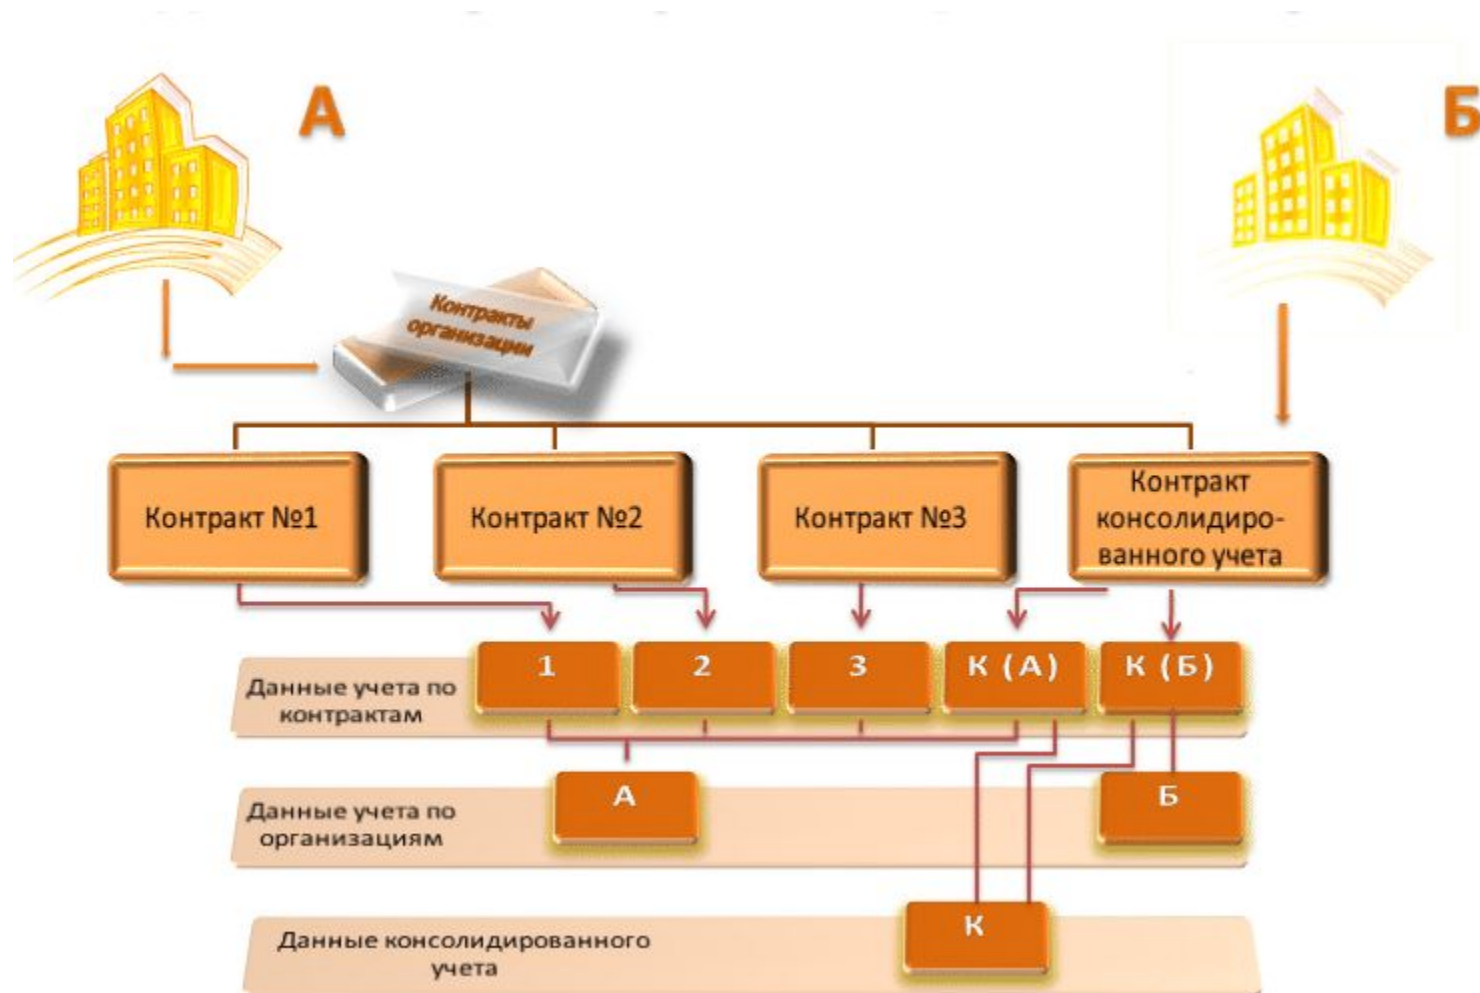 А
Б
Контракты
организации
Контракт №1
Контракт №2
Контракт №3
Контракт
консолидиро-
ванного учета
1
2
3
К (А)
К (Б)
Данные учета по
контрактам
А
Б
Данные учета по
организациям
К
Данные консолидированного
учета